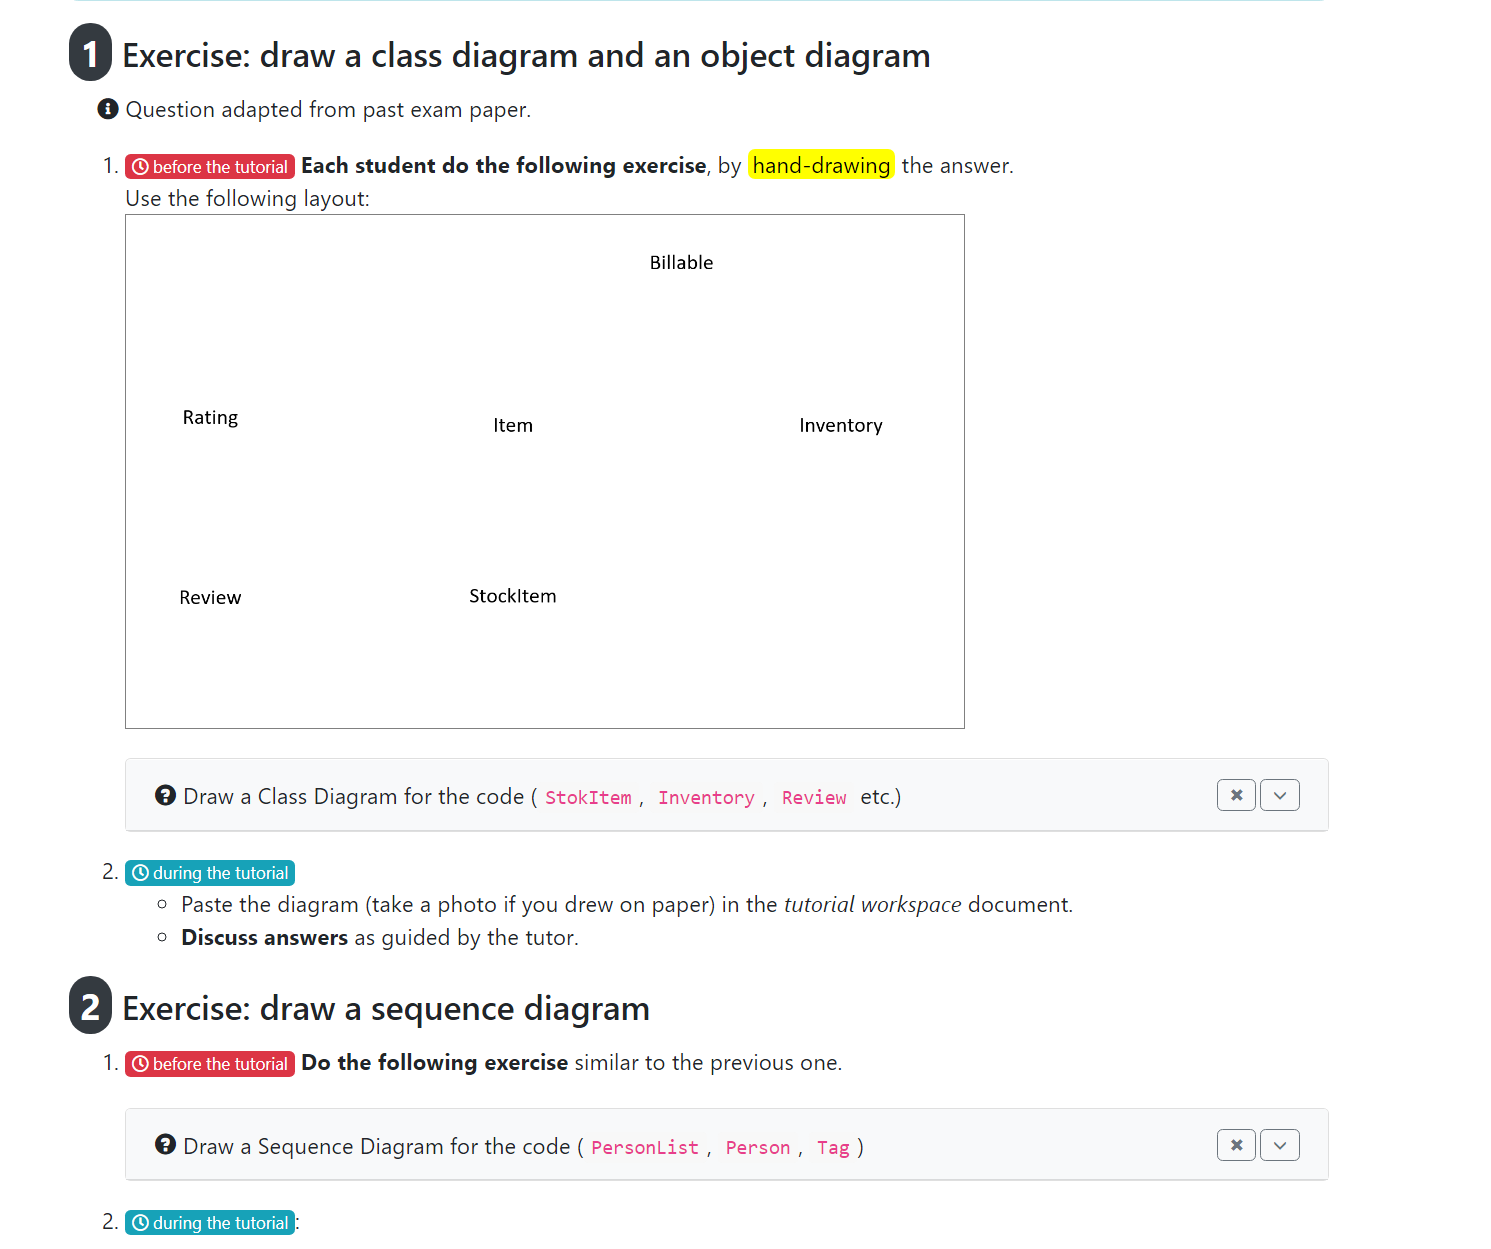 1 Exercise: draw a class diagram and an object diagram
Question adapted from past exam paper.
1. before the tutorial Each student do the following exercise, by hand-drawing the answer.
Use the following layout:
Billable
Rating
Item
Inventory
Review
StockItem
Draw a Class Diagram for the code ( StokItem , Inventory , Review etc.)
2. during the tutorial
Paste the diagram (take a photo if you drew on paper) in the tutorial workspace document.
Discuss answers as guided by the tutor.
2 Exercise: draw a sequence diagram
1. before the tutorial Do the following exercise similar to the previous one.
Draw a Sequence Diagram for the code ( PersonList , Person , Tag )
2. during the tutorial: